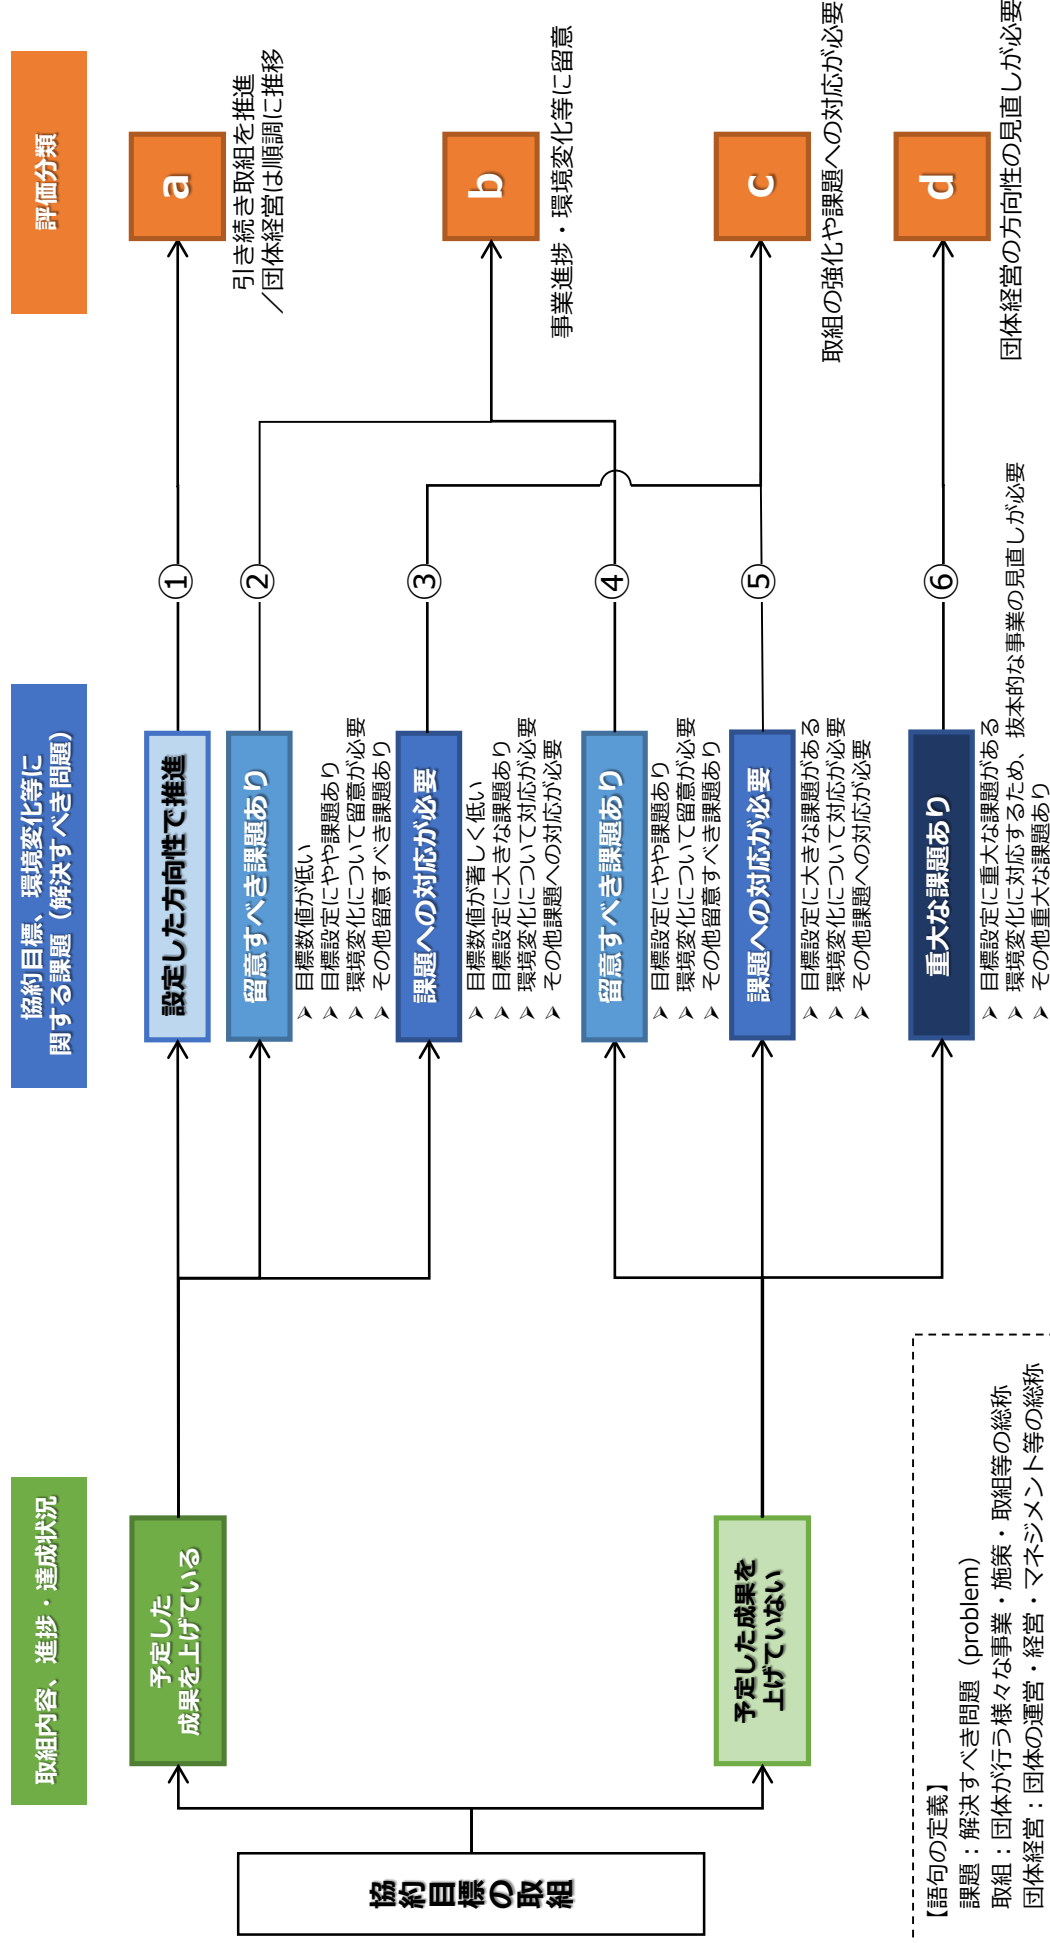 取組内容、進捗・達成状況
協約目標、環境変化等に
関する課題（解決すべき問題）
評価分類
協約目標の取組
予定した
成果を上げている
予定した成果を
上げていない
設定した方向性で推進
①
a
引き続き取組を推進
／団体経営は順調に推移
留意すべき課題あり
②
➢ 目標数値が低い
➢ 目標設定にやや課題あり
➢ 環境変化について留意が必要
➢ その他留意すべき課題あり
b
事業進捗・環境変化等に留意
課題への対応が必要
③
➢ 目標数値が著しく低い
➢ 目標設定に大きな課題あり
➢ 環境変化について対応が必要
➢ その他課題への対応が必要
留意すべき課題あり
④
➢ 目標設定にやや課題あり
➢ 環境変化について留意が必要
➢ その他留意すべき課題あり
課題への対応が必要
⑤
➢ 目標設定に大きな課題がある
➢ 環境変化について対応が必要
➢ その他課題への対応が必要
c
取組の強化や課題への対応が必要
重大な課題あり
⑥
➢ 目標設定に重大な課題がある
➢ 環境変化に対応するため、抜本的な事業の見直しが必要
➢ その他重大な課題あり
d
団体経営の方向性の見直しが必要
【語句の定義】
課題：解決すべき問題（problem）
取組：団体が行う様々な事業・施策・取組等の総称
団体経営：団体の運営・経営・マネジメント等の総称